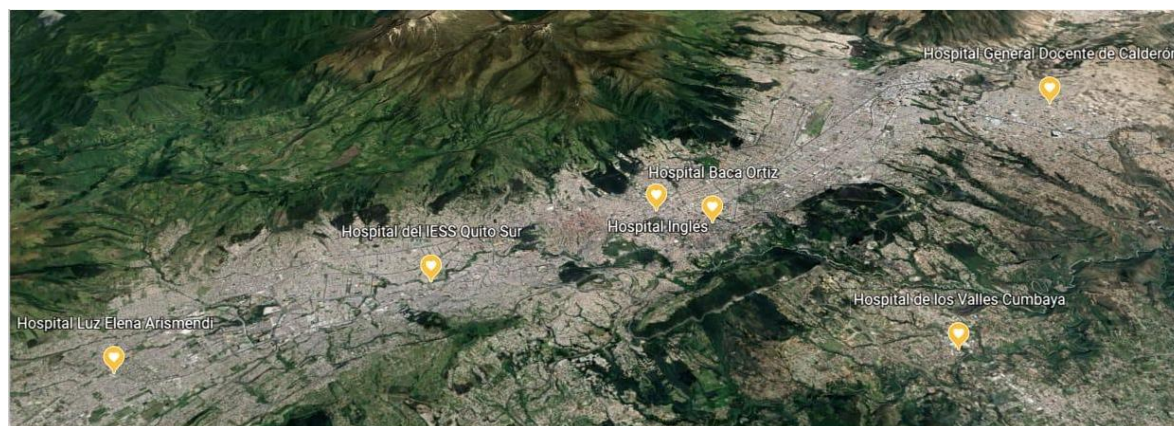 Hospital General Docente de Calderón
Hospital Baca Ortiz
Hospital Ingles
Hospital del IESS Quito Sur
Hospital de los Valles Cumbaya
Hospital Luz Elena Arismendi